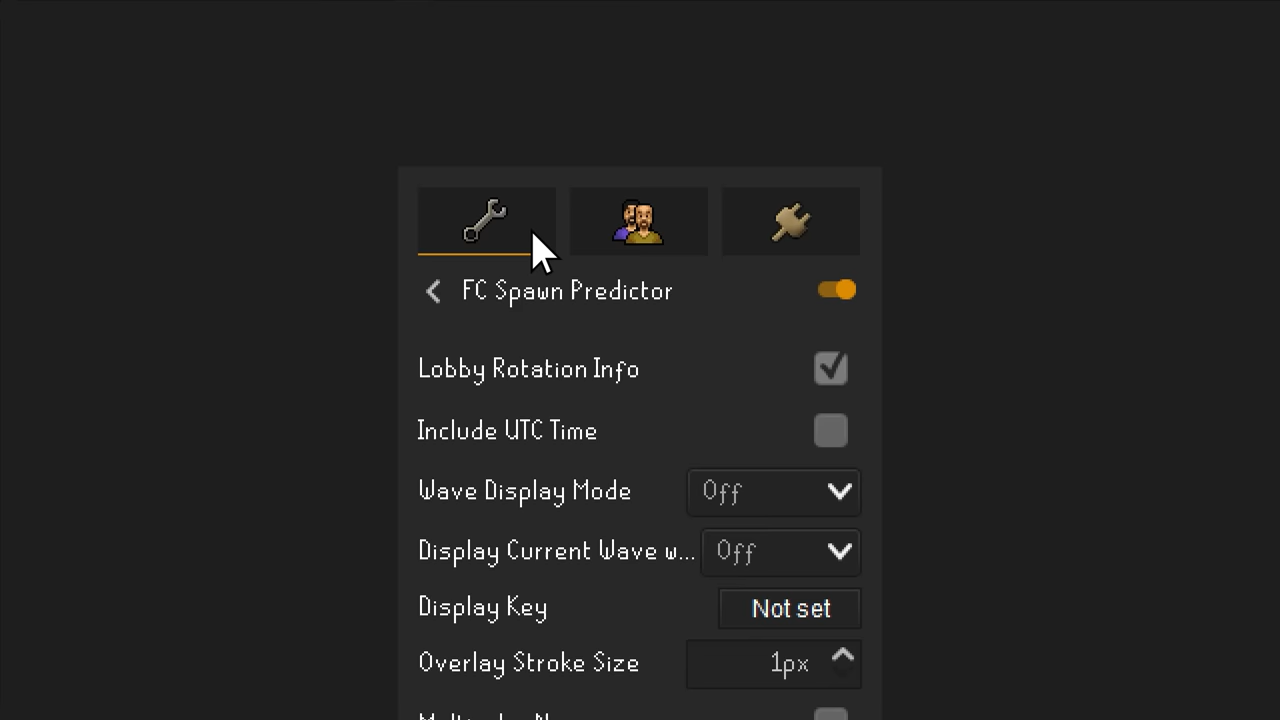 FC Spawn Predictor
Lobby Rotation Info
Include UTC Time
Wave Display Mode Off
Display Current Wave w... Off
Display Key Not set
Overlay Stroke Size 1px